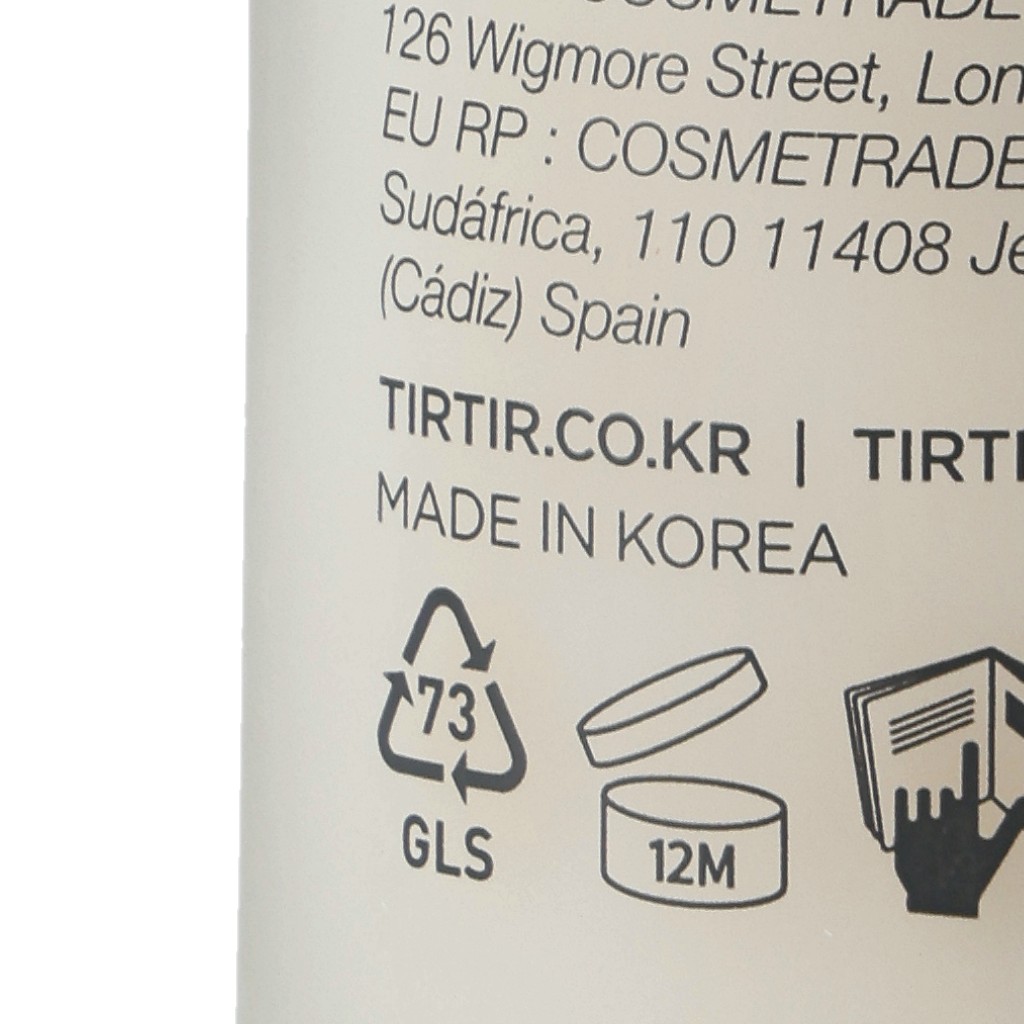 126 Wigmore Street, Lon
EU RP : COSMETRADE
Sudáfrica, 110 11408 Je
(Cádiz) Spain
TIRTIR.CO.KR | TIRTI
MADE IN KOREA
73
GLS
12M